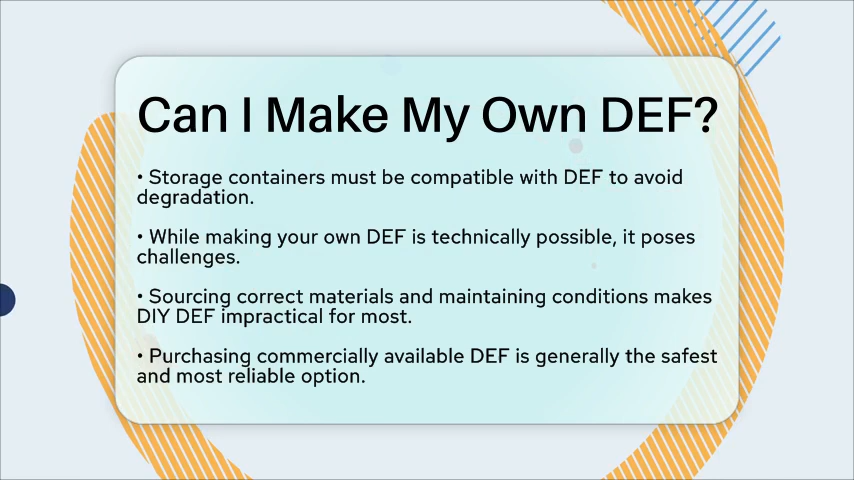 Can I Make My Own DEF?
• Storage containers must be compatible with DEF to avoid
degradation.
• While making your own DEF is technically possible, it poses
challenges.
• Sourcing correct materials and maintaining conditions makes
DIY DEF impractical for most.
• Purchasing commercially available DEF is generally the safest
and most reliable option.